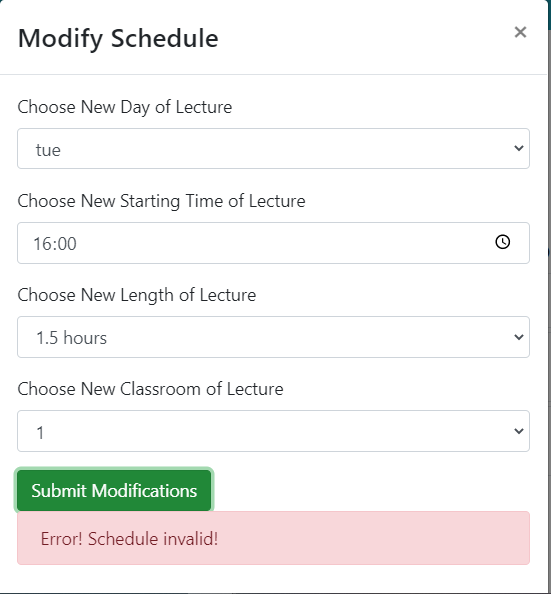 Modify Schedule
×
Choose New Day of Lecture
tue
Choose New Starting Time of Lecture
16:00
Choose New Length of Lecture
1.5 hours
Choose New Classroom of Lecture
1
Submit Modifications
Error! Schedule invalid!